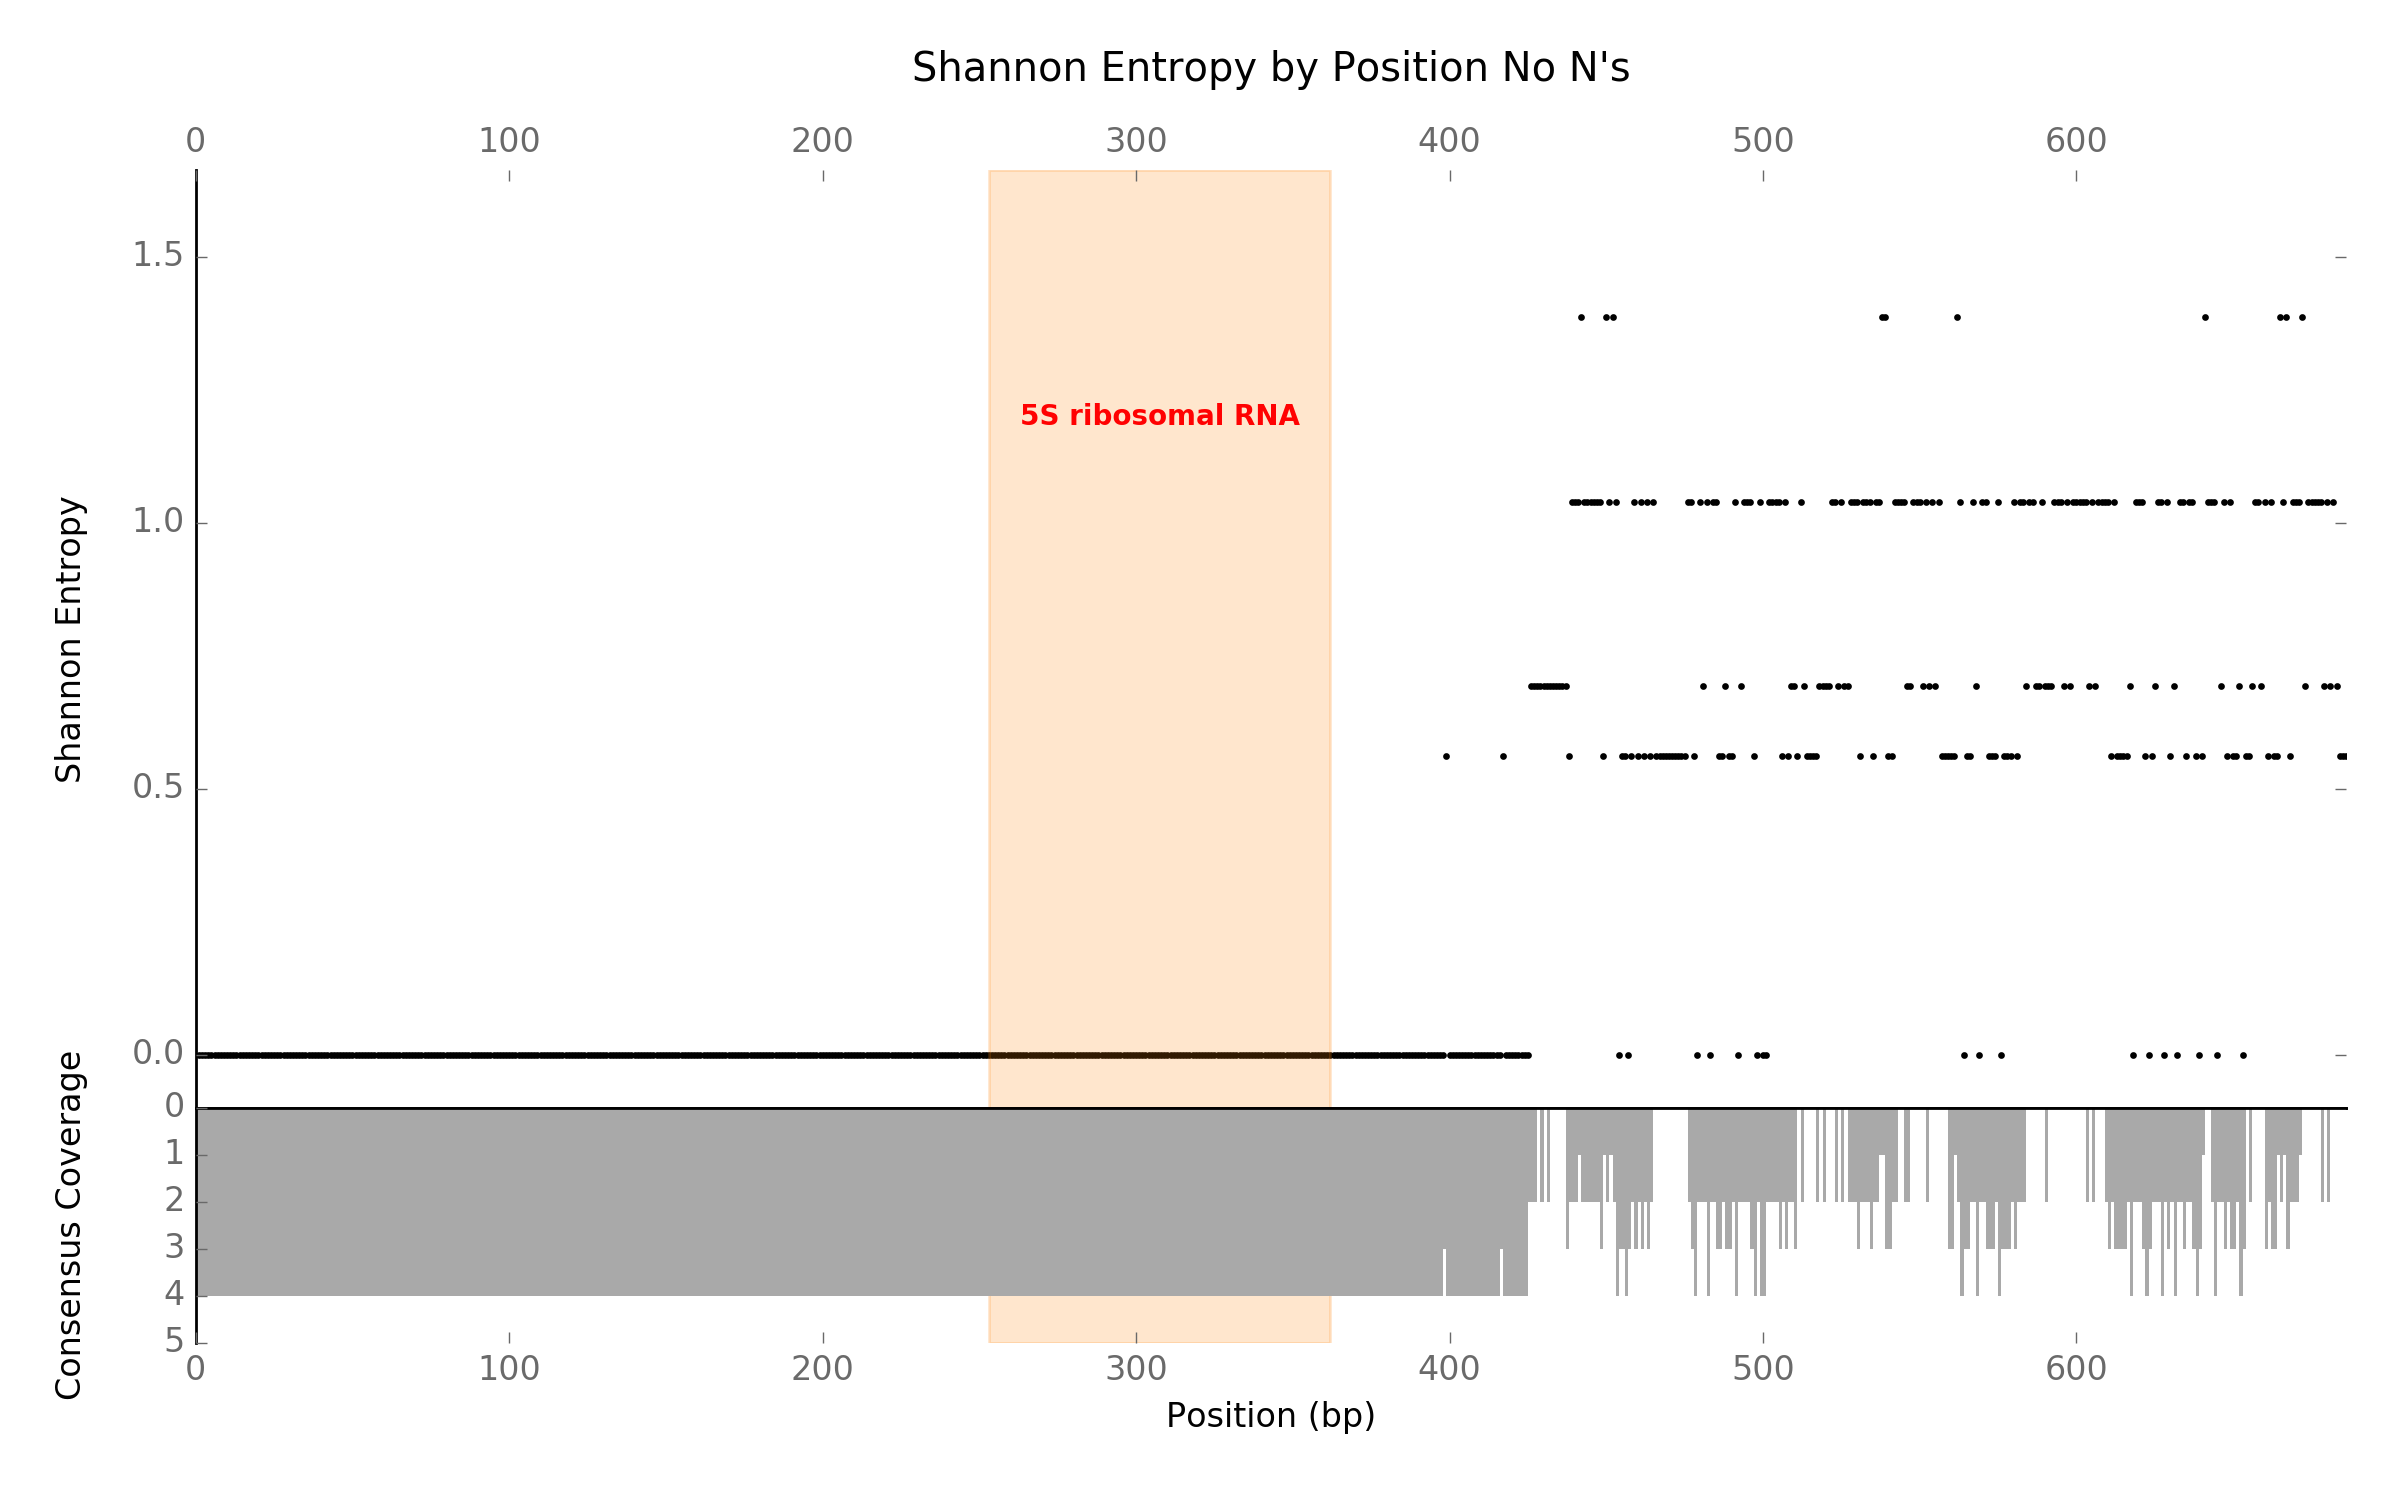 Shannon Entropy by Position No N's
0 100 200 300 400 500 600
1.5
5S ribosomal RNA
1.0
Shannon Entropy
0.5
0.0
0
1
2
3
4
5
Consensus Coverage
0 100 200 300 400 500 600
Position (bp)